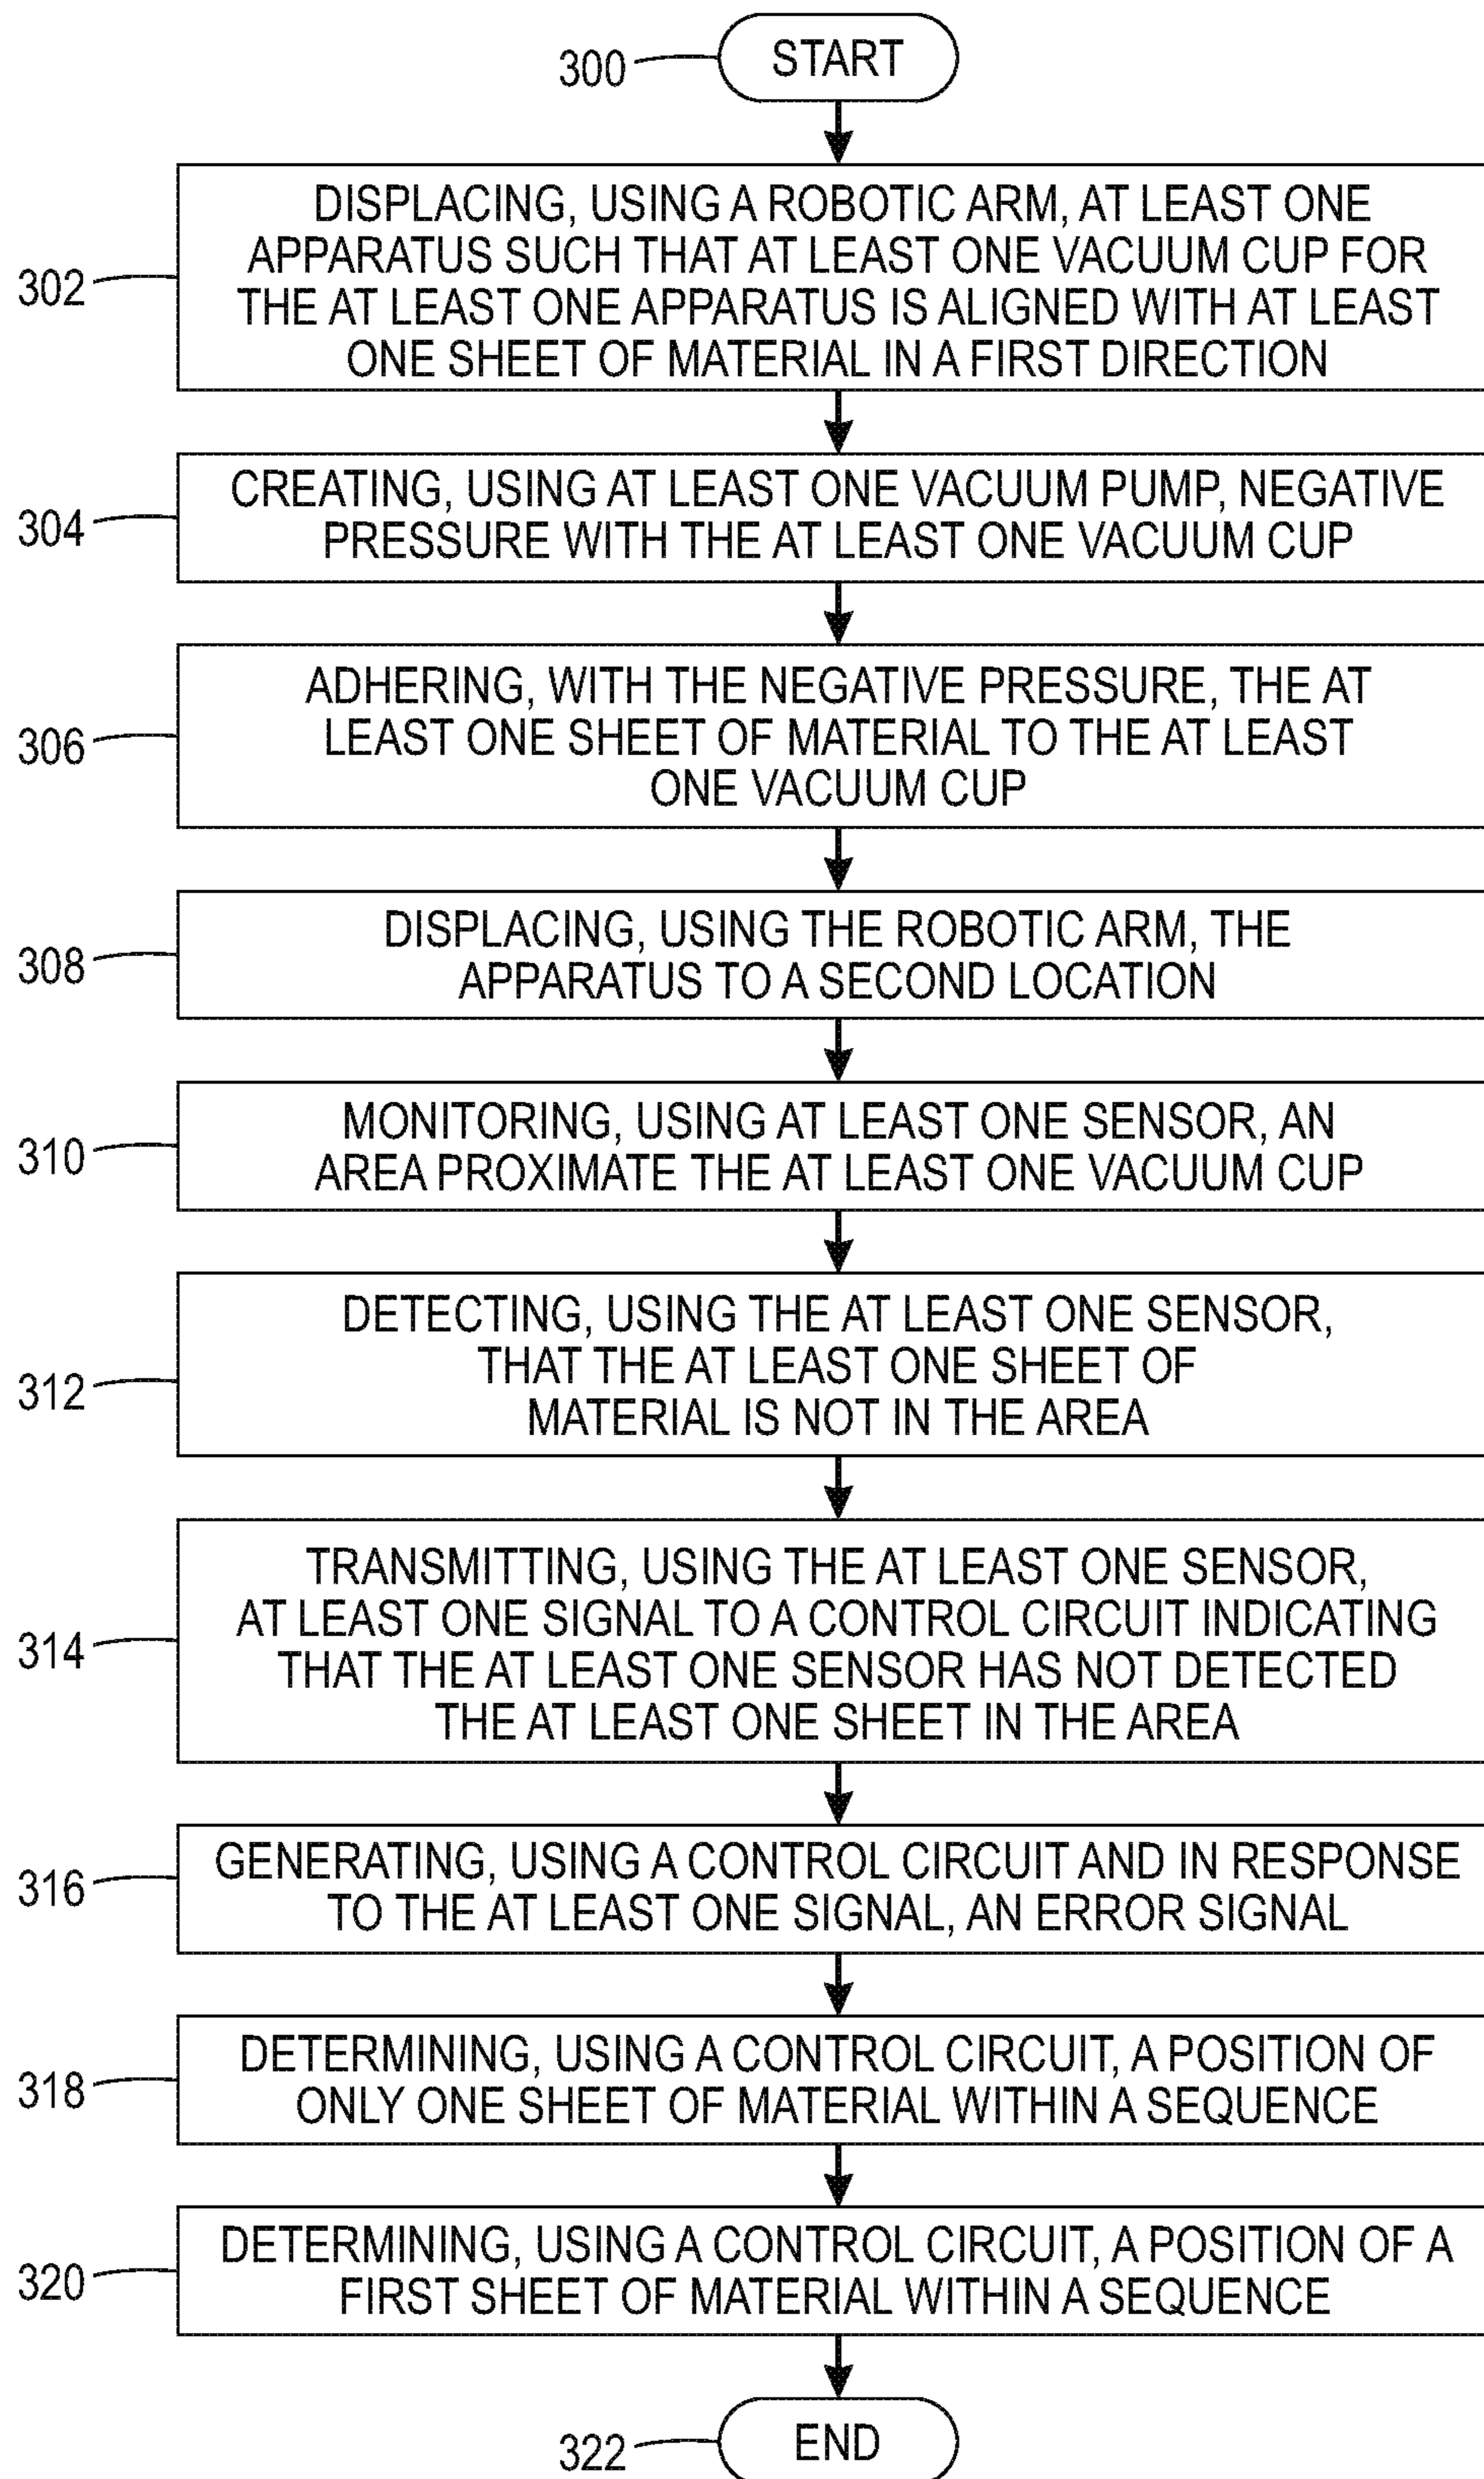 300
START
302
DISPLACING, USING A ROBOTIC ARM, AT LEAST ONE
APPARATUS SUCH THAT AT LEAST ONE VACUUM CUP FOR
THE AT LEAST ONE APPARATUS IS ALIGNED WITH AT LEAST
ONE SHEET OF MATERIAL IN A FIRST DIRECTION
304
CREATING, USING AT LEAST ONE VACUUM PUMP, NEGATIVE
PRESSURE WITH THE AT LEAST ONE VACUUM CUP
306
ADHERING, WITH THE NEGATIVE PRESSURE, THE AT
LEAST ONE SHEET OF MATERIAL TO THE AT LEAST
ONE VACUUM CUP
308
DISPLACING, USING THE ROBOTIC ARM, THE
APPARATUS TO A SECOND LOCATION
310
MONITORING, USING AT LEAST ONE SENSOR, AN
AREA PROXIMATE THE AT LEAST ONE VACUUM CUP
312
DETECTING, USING THE AT LEAST ONE SENSOR,
THAT THE AT LEAST ONE SHEET OF
MATERIAL IS NOT IN THE AREA
314
TRANSMITTING, USING THE AT LEAST ONE SENSOR,
AT LEAST ONE SIGNAL TO A CONTROL CIRCUIT INDICATING
THAT THE AT LEAST ONE SENSOR HAS NOT DETECTED
THE AT LEAST ONE SHEET IN THE AREA
316
GENERATING, USING A CONTROL CIRCUIT AND IN RESPONSE
TO THE AT LEAST ONE SIGNAL, AN ERROR SIGNAL
318
DETERMINING, USING A CONTROL CIRCUIT, A POSITION OF
ONLY ONE SHEET OF MATERIAL WITHIN A SEQUENCE
320
DETERMINING, USING A CONTROL CIRCUIT, A POSITION OF A
FIRST SHEET OF MATERIAL WITHIN A SEQUENCE
322
END